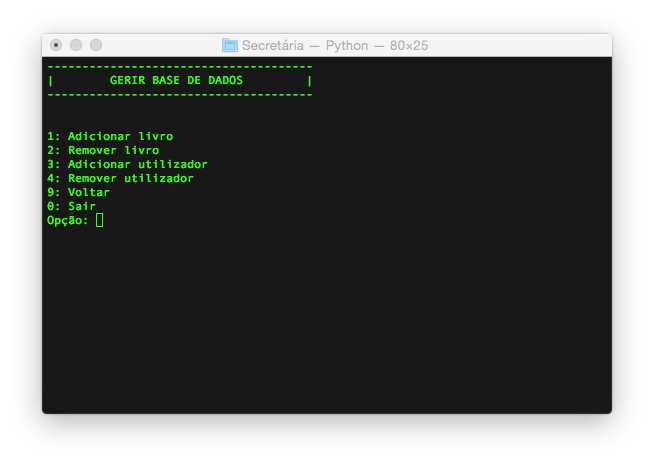 Secretária — Python — 80×25
--------------------------------------
|        GERIR BASE DE DADOS         |
--------------------------------------
1: Adicionar livro
2: Remover livro
3: Adicionar utilizador
4: Remover utilizador
9: Voltar
0: Sair
Opção: